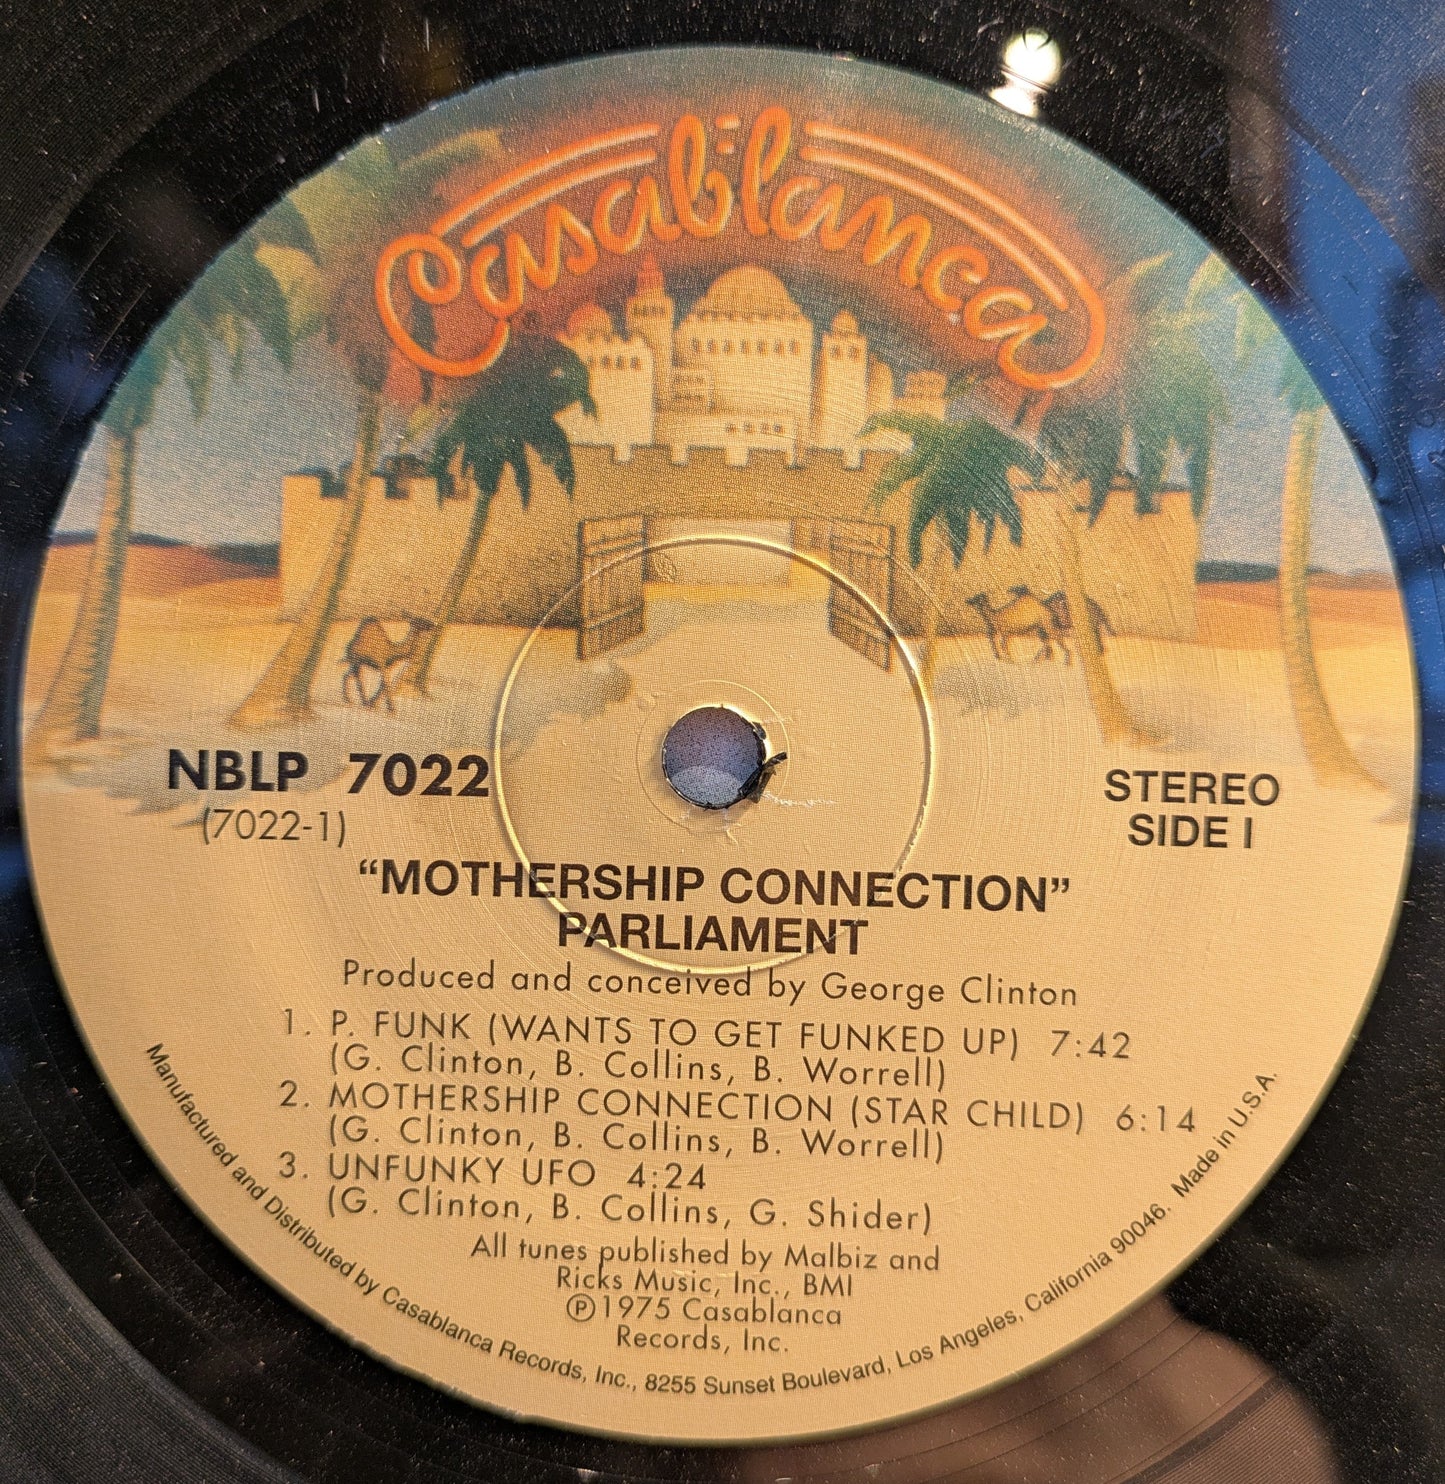 Casablanca
NBLP 7022
(7022-1)
STEREO
SIDE I
“MOTHERSHIP CONNECTION”
PARLIAMENT
Produced and conceived by George Clinton
1. P. FUNK (WANTS TO GET FUNKED UP) 7:42
(G. Clinton, B. Collins, B. Worrell)
2. MOTHERSHIP CONNECTION (STAR CHILD) 6:14
(G. Clinton, B. Collins, B. Worrell)
3. UNFUNKY UFO 4:24
(G. Clinton, B. Collins, G. Shider)
All tunes published by Malbiz and
Ricks Music, Inc., BMI
Ⓟ1975 Casablanca
Records, Inc.
Manufactured and Distributed by Casablanca Records, Inc., 8255 Sunset Boulevard, Los Angeles, California 90046. Made in U.S.A.